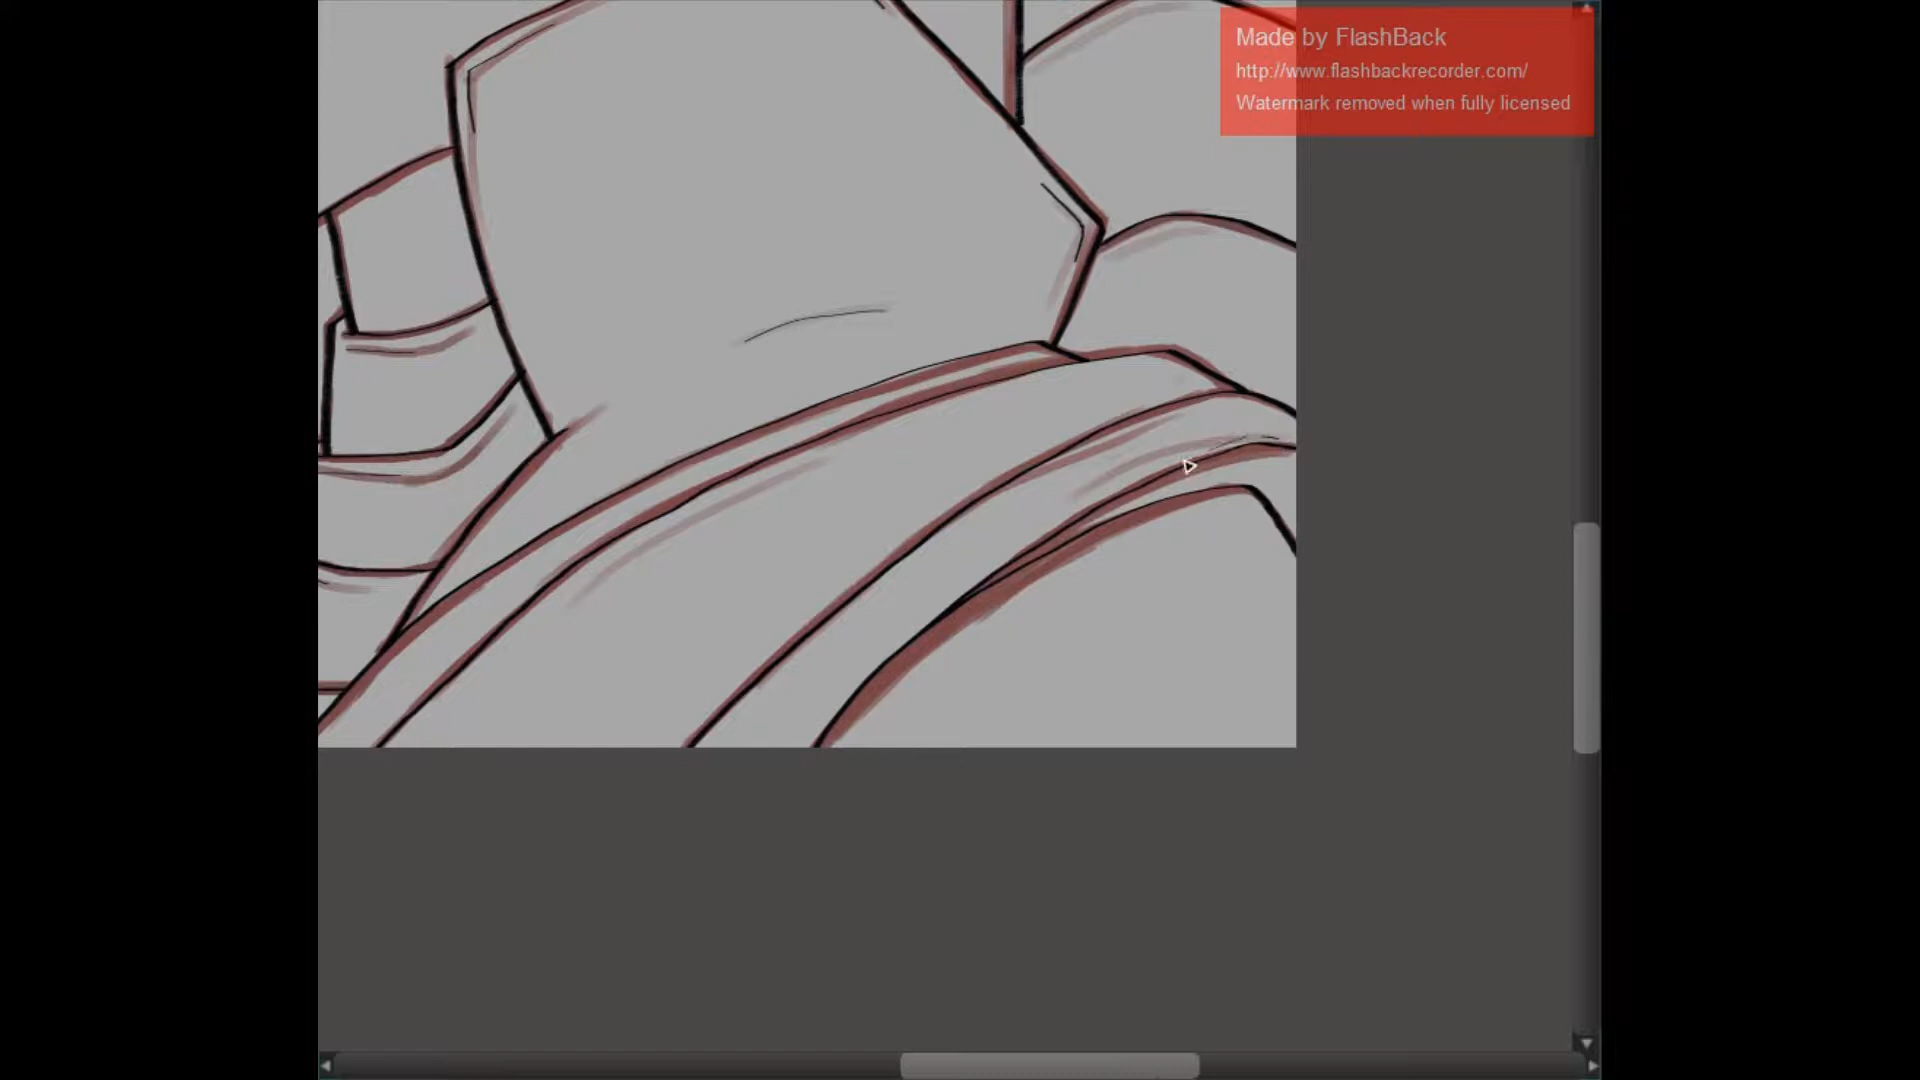 Made by FlashBack
http://www.flashbackrecorder.com/
Watermark removed when fully licensed